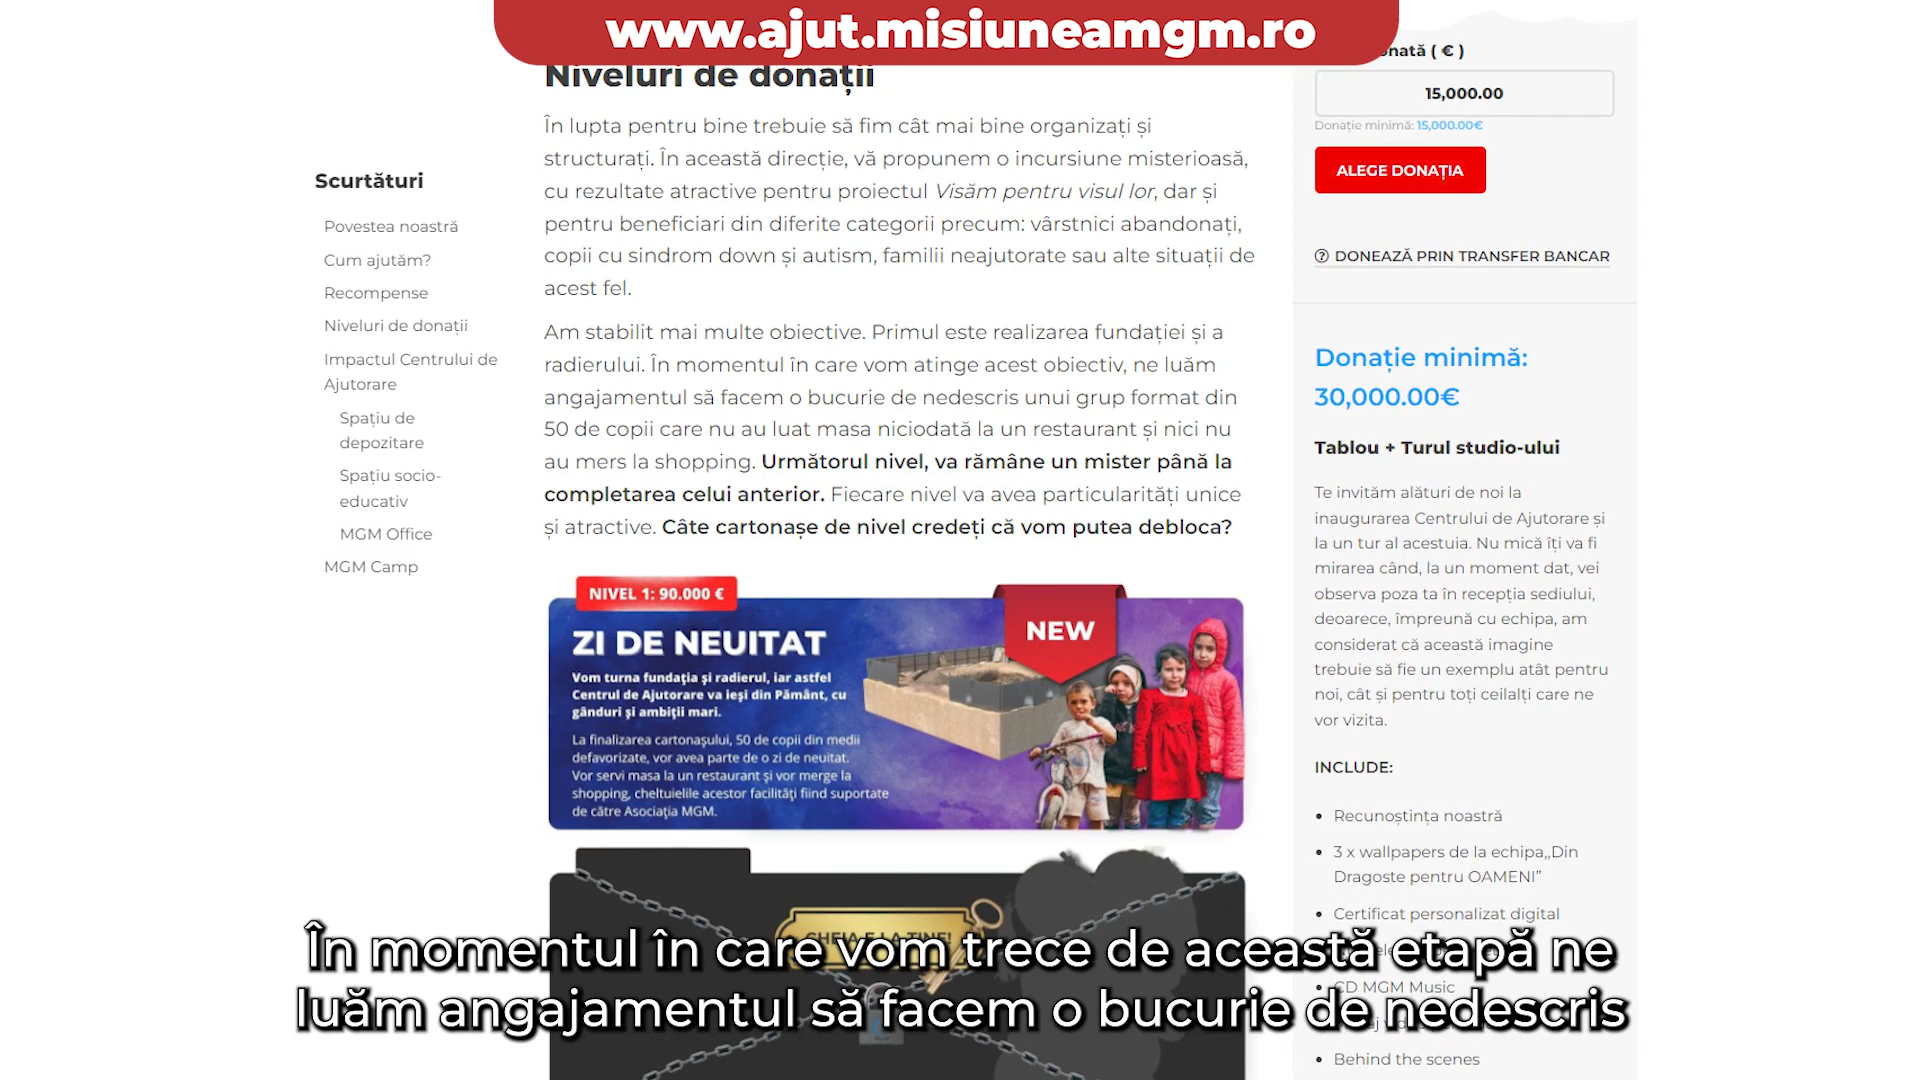 www.ajut.misiuneamgm.ro
Niveluri de donații
În lupta pentru bine trebuie să fim cât mai bine organizați și
structurați. În această direcție, vă propunem o incursiune misterioasă,
cu rezultate atractive pentru proiectul Visăm pentru visul lor, dar și
pentru beneficiari din diferite categorii precum: vârstnici abandonați,
copii cu sindrom down și autism, familii neajutorate sau alte situații de
acest fel.
Am stabilit mai multe obiective. Primul este realizarea fundației și a
radierului. În momentul în care vom atinge acest obiectiv, ne luăm
angajamentul să facem o bucurie de nedescris unui grup format din
50 de copii care nu au luat masa niciodată la un restaurant și nici nu
au mers la shopping. Următorul nivel, va rămâne un mister până la
completarea celui anterior. Fiecare nivel va avea particularități unice
și atractive. Câte cartonașe de nivel credeți că vom putea debloca?
Scurtături
Povestea noastră
Cum ajutăm?
Recompense
Niveluri de donații
Impactul Centrului de
Ajutorare
Spațiu de
depozitare
Spațiu socio-
educativ
MGM Office
MGM Camp
NIVEL 1: 90.000 €
ZI DE NEUITAT
NEW
Vom turna fundația și radierul, iar astfel
Centrul de Ajutorare va ieși din Pământ, cu
gânduri și ambiții mari.
La finalizarea cartonașului, 50 de copii din medii
defavorizate, vor avea parte de o zi de neuitat.
Vor servi masa la un restaurant și vor merge la
shopping, cheltuielile acestor facilități fiind suportate
de către Asociația MGM.
CHEIA E LA TINE!
( € )
15,000.00
Donație minimă: 15,000.00€
ALEGE DONAȚIA
DONEAZĂ PRIN TRANSFER BANCAR
Donație minimă:
30,000.00€
Tablou + Turul studio-ului
Te invităm alături de noi la
inaugurarea Centrului de Ajutorare și
la un tur al acestuia. Nu mică îți va fi
mirarea când, la un moment dat, vei
observa poza ta în recepția sediului,
deoarece, împreună cu echipa, am
considerat că această imagine
trebuie să fie un exemplu atât pentru
noi, cât și pentru toți ceilalți care ne
vor vizita.
INCLUDE:
Recunoștința noastră
3 x wallpapers de la echipa,,Din
Dragoste pentru OAMENI”
Certificat personalizat digital
CD MGM Music
Behind the scenes
În momentul în care vom trece de această etapă ne
luăm angajamentul să facem o bucurie de nedescris